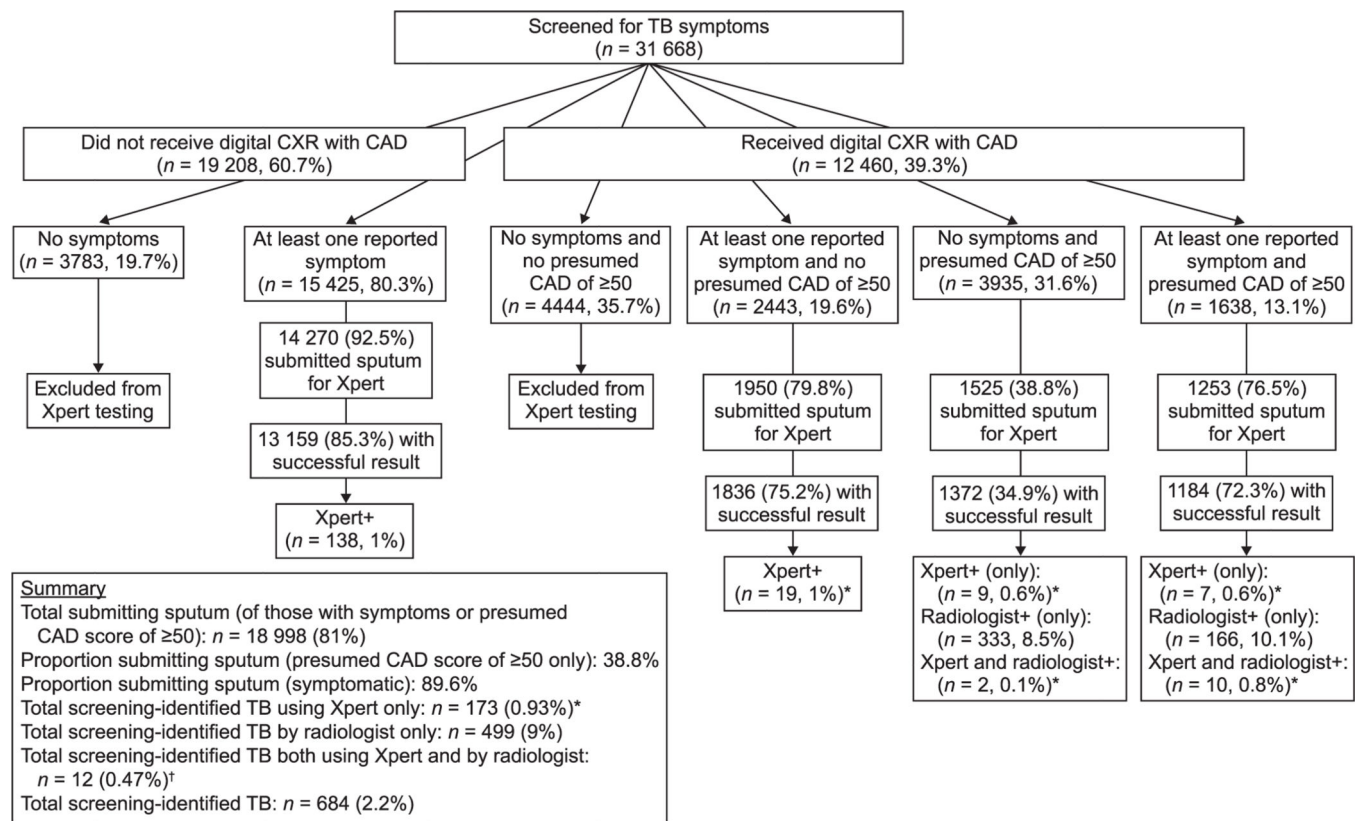 Screened for TB symptoms
(n = 31 668)
Did not receive digital CXR with CAD
(n = 19 208, 60.7%)
Received digital CXR with CAD
(n = 12 460, 39.3%)
No symptoms
(n = 3783, 19.7%)
Excluded from
Xpert testing
At least one reported
symptom
(n = 15 425, 80.3%)
14 270 (92.5%)
submitted sputum
for Xpert
13 159 (85.3%) with
successful result
Xpert+
(n = 138, 1%)
No symptoms and
no presumed
CAD of ≥50
(n = 4444, 35.7%)
Excluded from
Xpert testing
At least one reported
symptom and no
presumed CAD of ≥50
(n = 2443, 19.6%)
1950 (79.8%)
submitted sputum
for Xpert
1836 (75.2%) with
successful result
Xpert+
(n = 19, 1%)*
No symptoms and
presumed CAD of ≥50
(n = 3935, 31.6%)
1525 (38.8%)
submitted sputum
for Xpert
1372 (34.9%) with
successful result
Xpert+ (only):
(n = 9, 0.6%)*
Radiologist+ (only):
(n = 333, 8.5%)
Xpert and radiologist+:
(n = 2, 0.1%)*
At least one reported
symptom and
presumed CAD of ≥50
(n = 1638, 13.1%)
1253 (76.5%)
submitted sputum
for Xpert
1184 (72.3%) with
successful result
Xpert+ (only):
(n = 7, 0.6%)*
Radiologist+ (only):
(n = 166, 10.1%)
Xpert and radiologist+:
(n = 10, 0.8%)*
Summary
Total submitting sputum (of those with symptoms or presumed
CAD score of ≥50): n = 18 998 (81%)
Proportion submitting sputum (presumed CAD score of ≥50 only): 38.8%
Proportion submitting sputum (symptomatic): 89.6%
Total screening-identified TB using Xpert only: n = 173 (0.93%)*
Total screening-identified TB by radiologist only: n = 499 (9%)
Total screening-identified TB both using Xpert and by radiologist:
n = 12 (0.47%)†
Total screening-identified TB: n = 684 (2.2%)